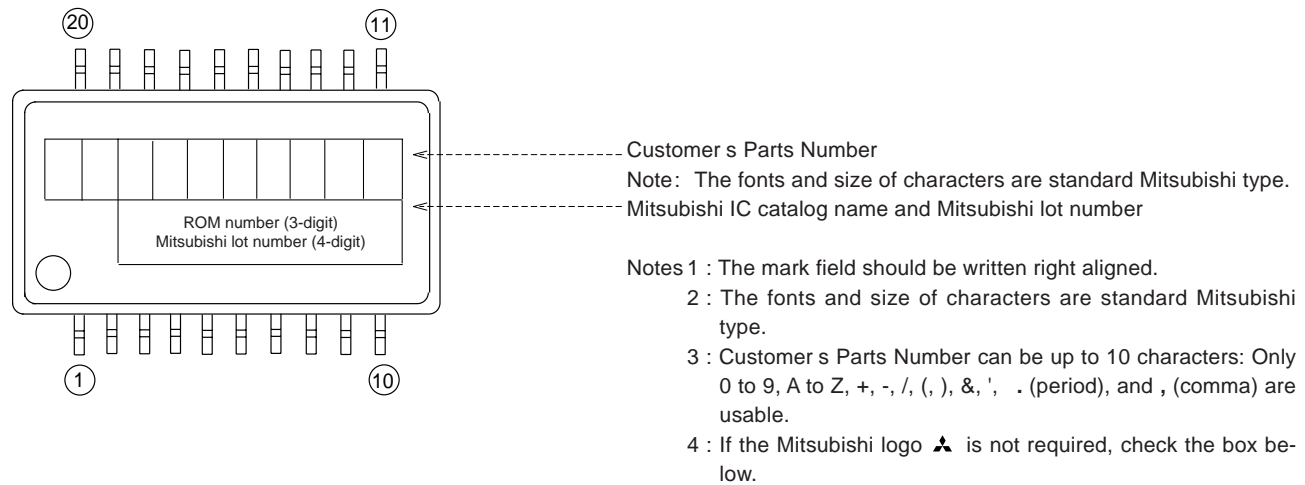 20
11
Customer s Parts Number
Note: The fonts and size of characters are standard Mitsubishi type.
Mitsubishi IC catalog name and Mitsubishi lot number
ROM number (3-digit)
Mitsubishi lot number (4-digit)
1
10
Notes 1 : The mark field should be written right aligned.
2 : The fonts and size of characters are standard Mitsubishi
type.
3 : Customer s Parts Number can be up to 10 characters: Only
0 to 9, A to Z, +, -, /, (, ), &, ', . (period), and , (comma) are
usable.
4 : If the Mitsubishi logo is not required, check the box be-
low.